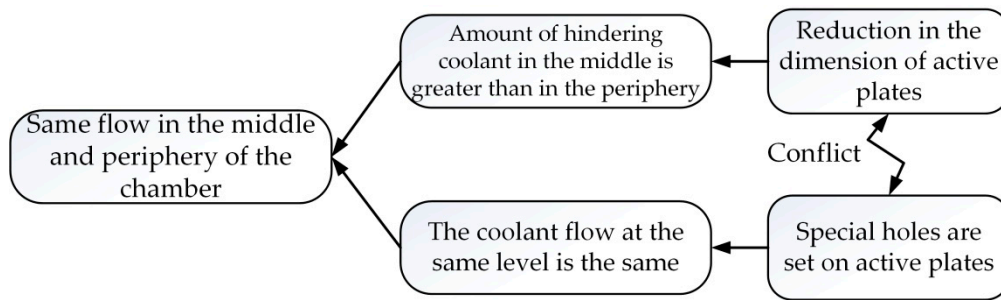 Same flow in the middle
and periphery of the
chamber
Amount of hindering
coolant in the middle is
greater than in the periphery
Reduction in the
dimension of active
plates
Conflict
The coolant flow at the
same level is the same
Special holes are
set on active plates